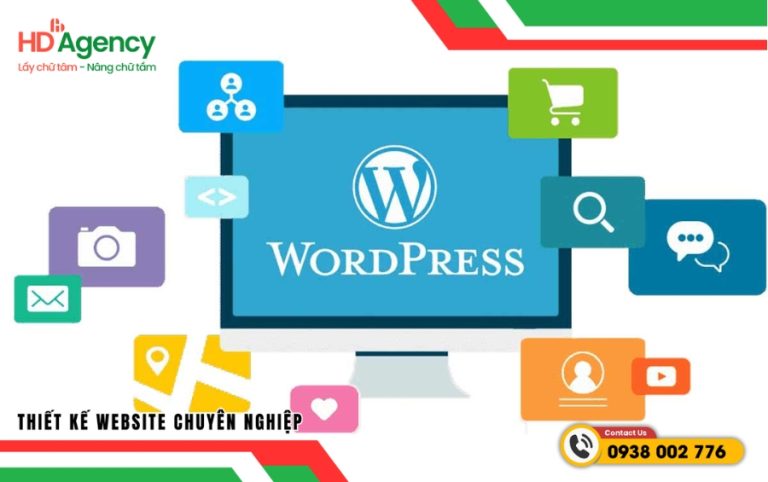 HD Agency
Lấy chữ tâm - Nâng chữ tầm
WORDPRESS
THIẾT KẾ WEBSITE CHUYÊN NGHIỆP
Contact Us
0938 002 776